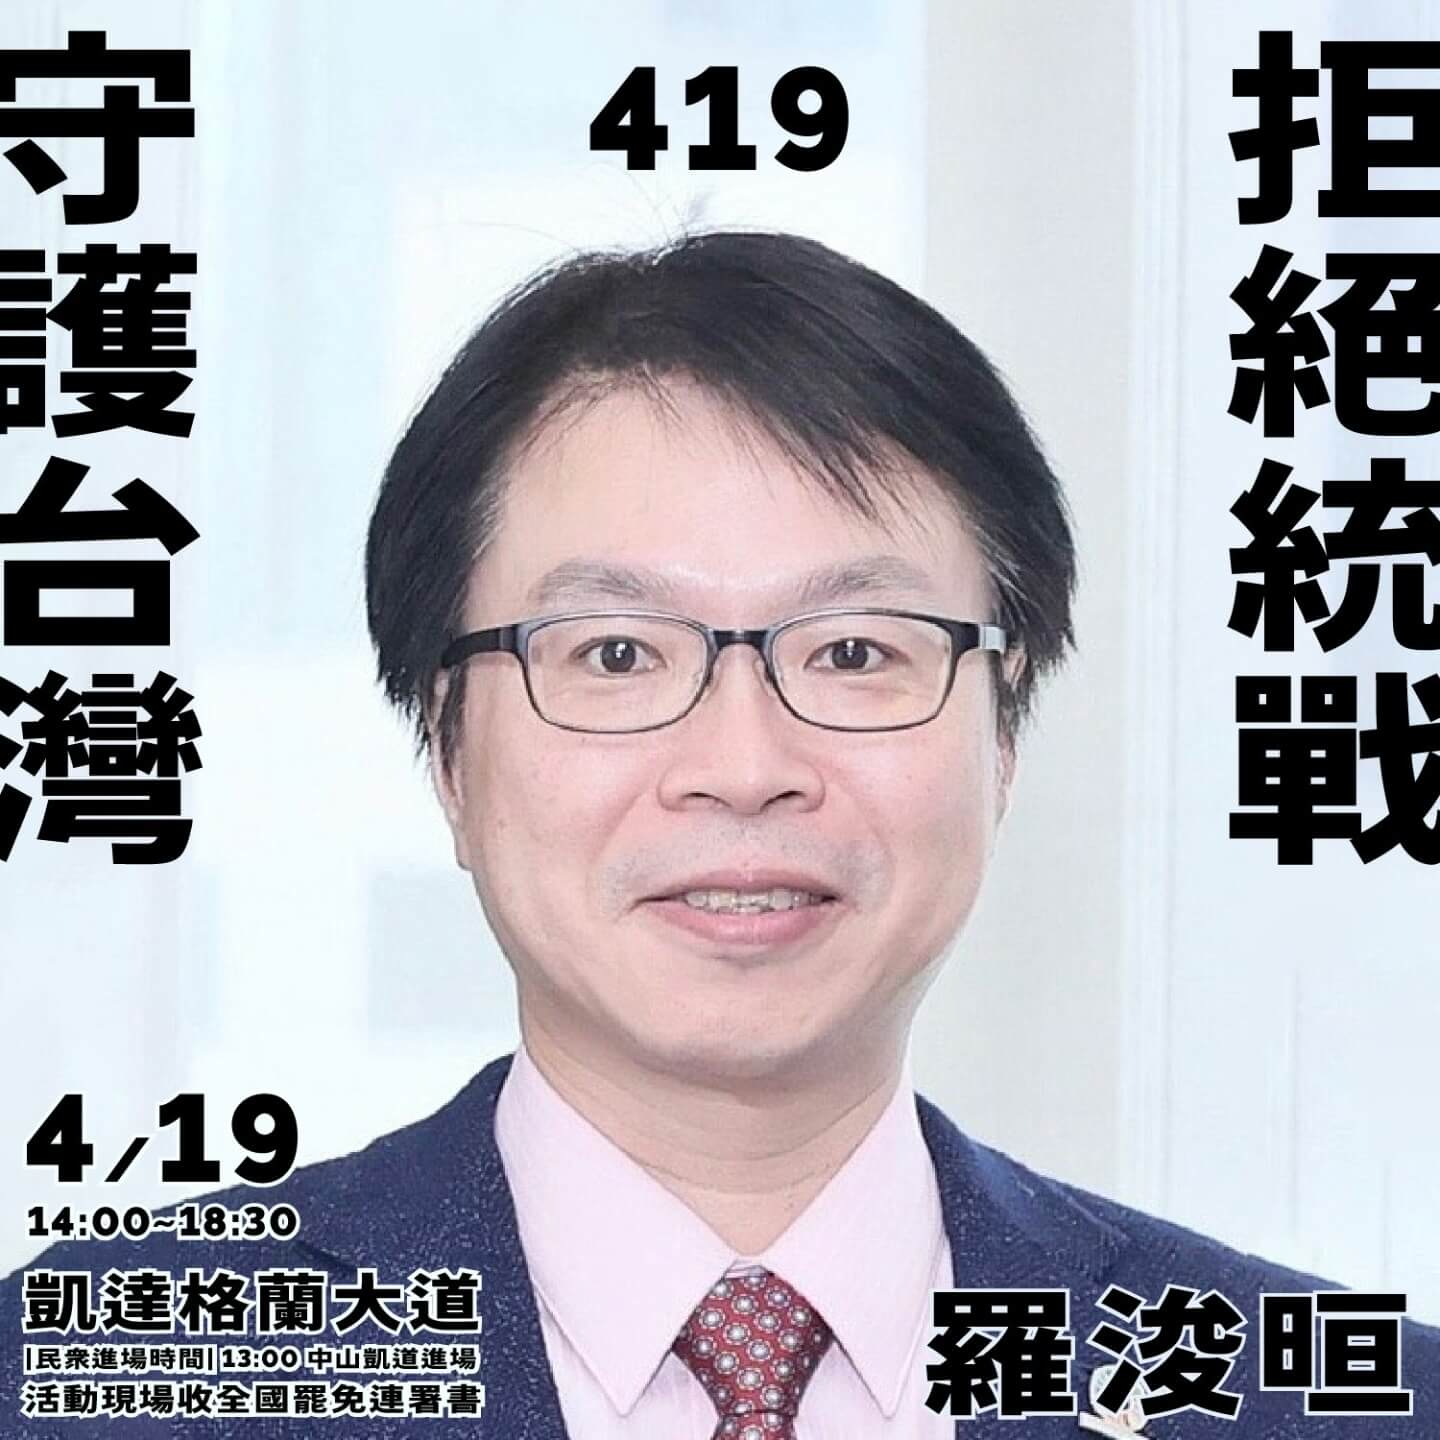 419
拒絕統戰
守護台灣
4/19
14:00~18:30
凱達格蘭大道
|民眾進場時間| 13:00 中山凱道進場
活動現場收全國罷免連署書
羅浚晅